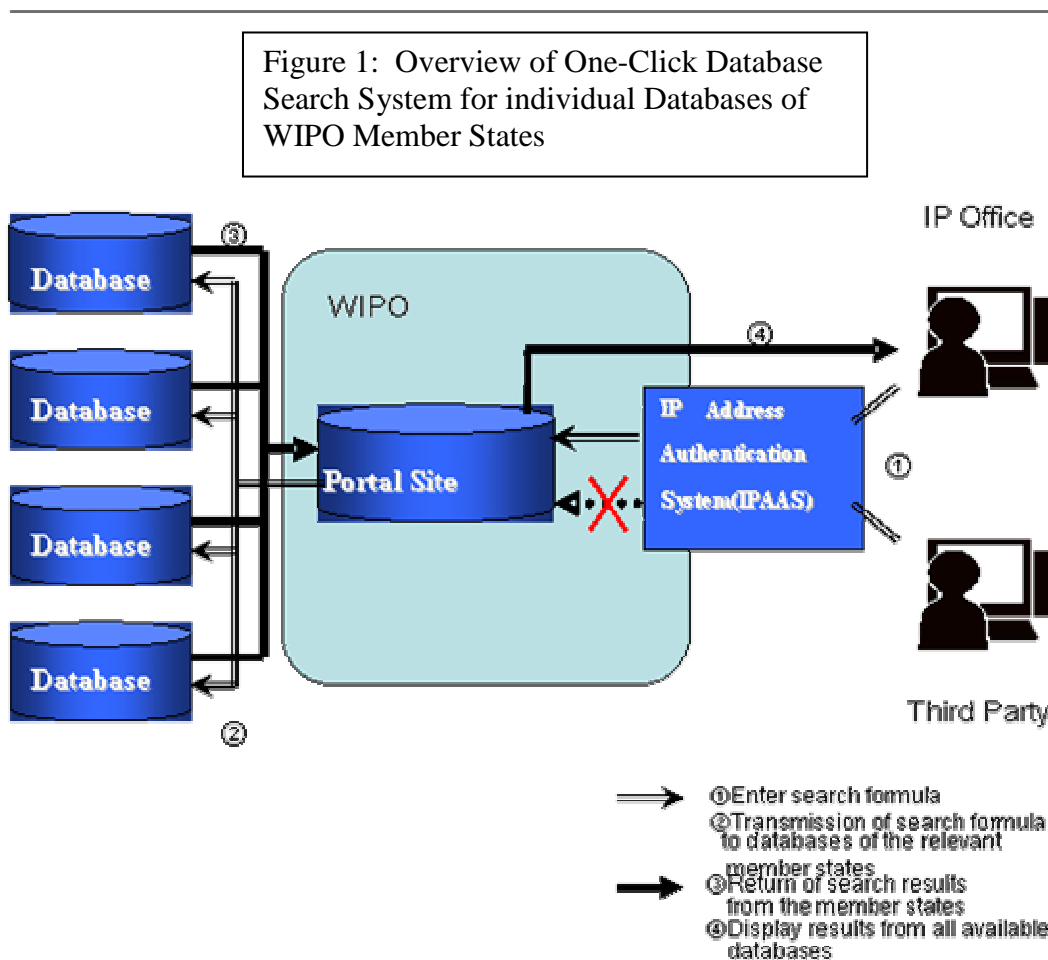 Figure 1: Overview of One-Click Database
Search System for individual Databases of
WIPO Member States
③
IP Office
Database
WIPO
④
Database
IP Address
Authentication
System(IPAAS)
①
Portal Site
Database
Database
②
Third Party
①Enter search formula
②Transmission of search formula
to databases of the relevant
member states
③Return of search results
from the member states
④Display results from all available
databases